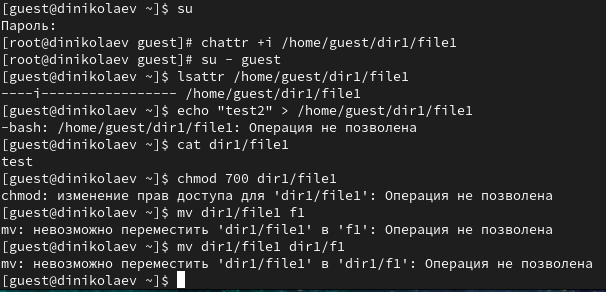 [guest@dinikolaev ~]$ su
Пароль:
[root@dinikolaev guest]# chattr +i /home/guest/dir1/file1
[root@dinikolaev guest]# su - guest
[guest@dinikolaev ~]$ lsattr /home/guest/dir1/file1
----i----------------- /home/guest/dir1/file1
[guest@dinikolaev ~]$ echo "test2" > /home/guest/dir1/file1
-bash: /home/guest/dir1/file1: Операция не позволена
[guest@dinikolaev ~]$ cat dir1/file1
test
[guest@dinikolaev ~]$ chmod 700 dir1/file1
chmod: изменение прав доступа для 'dir1/file1': Операция не позволена
[guest@dinikolaev ~]$ mv dir1/file1 f1
mv: невозможно переместить 'dir1/file1' в 'f1': Операция не позволена
[guest@dinikolaev ~]$ mv dir1/file1 dir1/f1
mv: невозможно переместить 'dir1/file1' в 'dir1/f1': Операция не позволена
[guest@dinikolaev ~]$